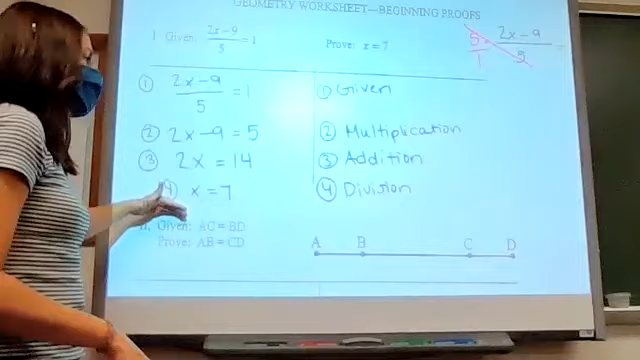 GEOMETRY WORKSHEET—BEGINNING PROOFS
I. Given: (2x-9)/5 = 1 Prove: x = 7
5/1 · (2x-9)/5 =
① (2x-9)/5 = 1 ① Given
② 2x-9 = 5 ② Multiplication
③ 2x = 14 ③ Addition
④ x = 7 ④ Division
II. Given: AC = BD
Prove: AB = CD
A B C D